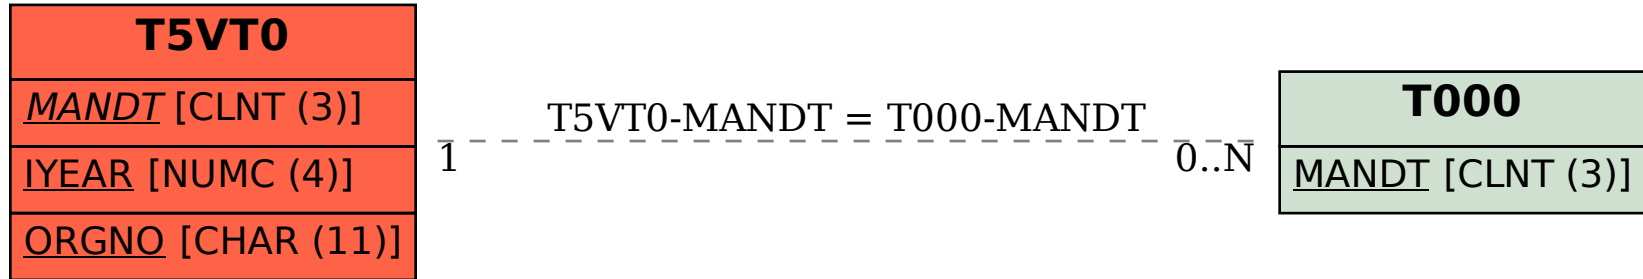 T5VT0
MANDT [CLNT (3)]
IYEAR [NUMC (4)]
ORGNO [CHAR (11)]
T5VT0-MANDT = T000-MANDT
1
0..N
T000
MANDT [CLNT (3)]